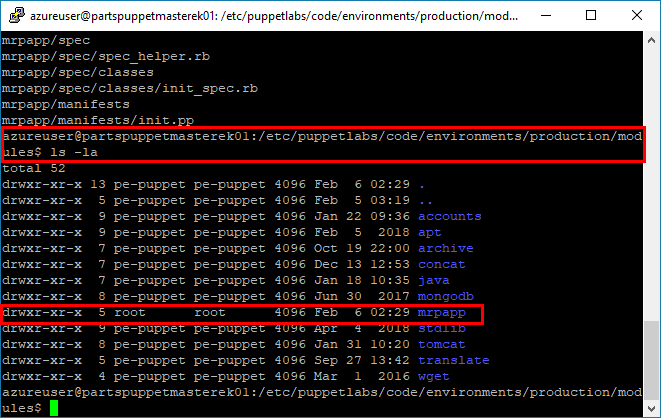 azureuser@partspuppetmasterek01: /etc/puppetlabs/code/environments/production/mod...
mrpapp/spec
mrpapp/spec/spec_helper.rb
mrpapp/spec/classes
mrpapp/spec/classes/init_spec.rb
mrpapp/manifests
mrpapp/manifests/init.pp
azureuser@partspuppetmasterek01:/etc/puppetlabs/code/environments/production/mod
ules$ ls -la
total 52
drwxr-xr-x 13 pe-puppet pe-puppet 4096 Feb  6 02:29 .
drwxr-xr-x  5 pe-puppet pe-puppet 4096 Feb  5 03:19 ..
drwxr-xr-x  9 pe-puppet pe-puppet 4096 Jan 22 09:36 accounts
drwxr-xr-x  9 pe-puppet pe-puppet 4096 Feb  5  2018 apt
drwxr-xr-x  7 pe-puppet pe-puppet 4096 Oct 19 22:00 archive
drwxr-xr-x  7 pe-puppet pe-puppet 4096 Dec 13 12:53 concat
drwxr-xr-x  7 pe-puppet pe-puppet 4096 Jan 18 10:35 java
drwxr-xr-x  8 pe-puppet pe-puppet 4096 Jun 30  2017 mongodb
drwxr-xr-x  5 root      root      4096 Feb  6 02:29 mrpapp
drwxr-xr-x  9 pe-puppet pe-puppet 4096 Apr  4  2018 stdlib
drwxr-xr-x  8 pe-puppet pe-puppet 4096 Jan 31 10:20 tomcat
drwxr-xr-x  5 pe-puppet pe-puppet 4096 Sep 27 13:42 translate
drwxr-xr-x  4 pe-puppet pe-puppet 4096 Mar  1  2016 wget
azureuser@partspuppetmasterek01:/etc/puppetlabs/code/environments/production/mod
ules$